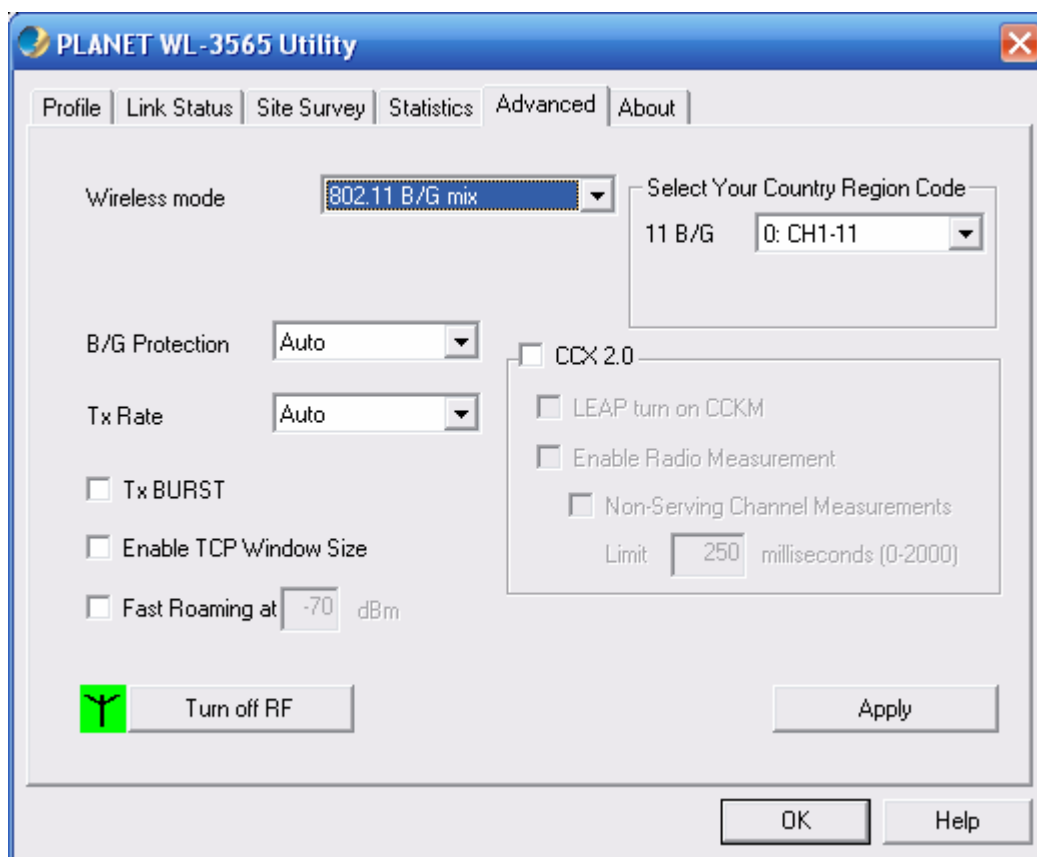 PLANET WL-3565 Utility
Profile
Link Status
Site Survey
Statistics
Advanced
About
Wireless mode
802.11 B/G mix
Select Your Country Region Code
11 B/G
0: CH1-11
B/G Protection
Auto
Tx Rate
Auto
Tx BURST
Enable TCP Window Size
Fast Roaming at -70 dBm
CCX 2.0
LEAP turn on CCKM
Enable Radio Measurement
Non-Serving Channel Measurements
Limit 250 milliseconds (0-2000)
Turn off RF
Apply
OK
Help